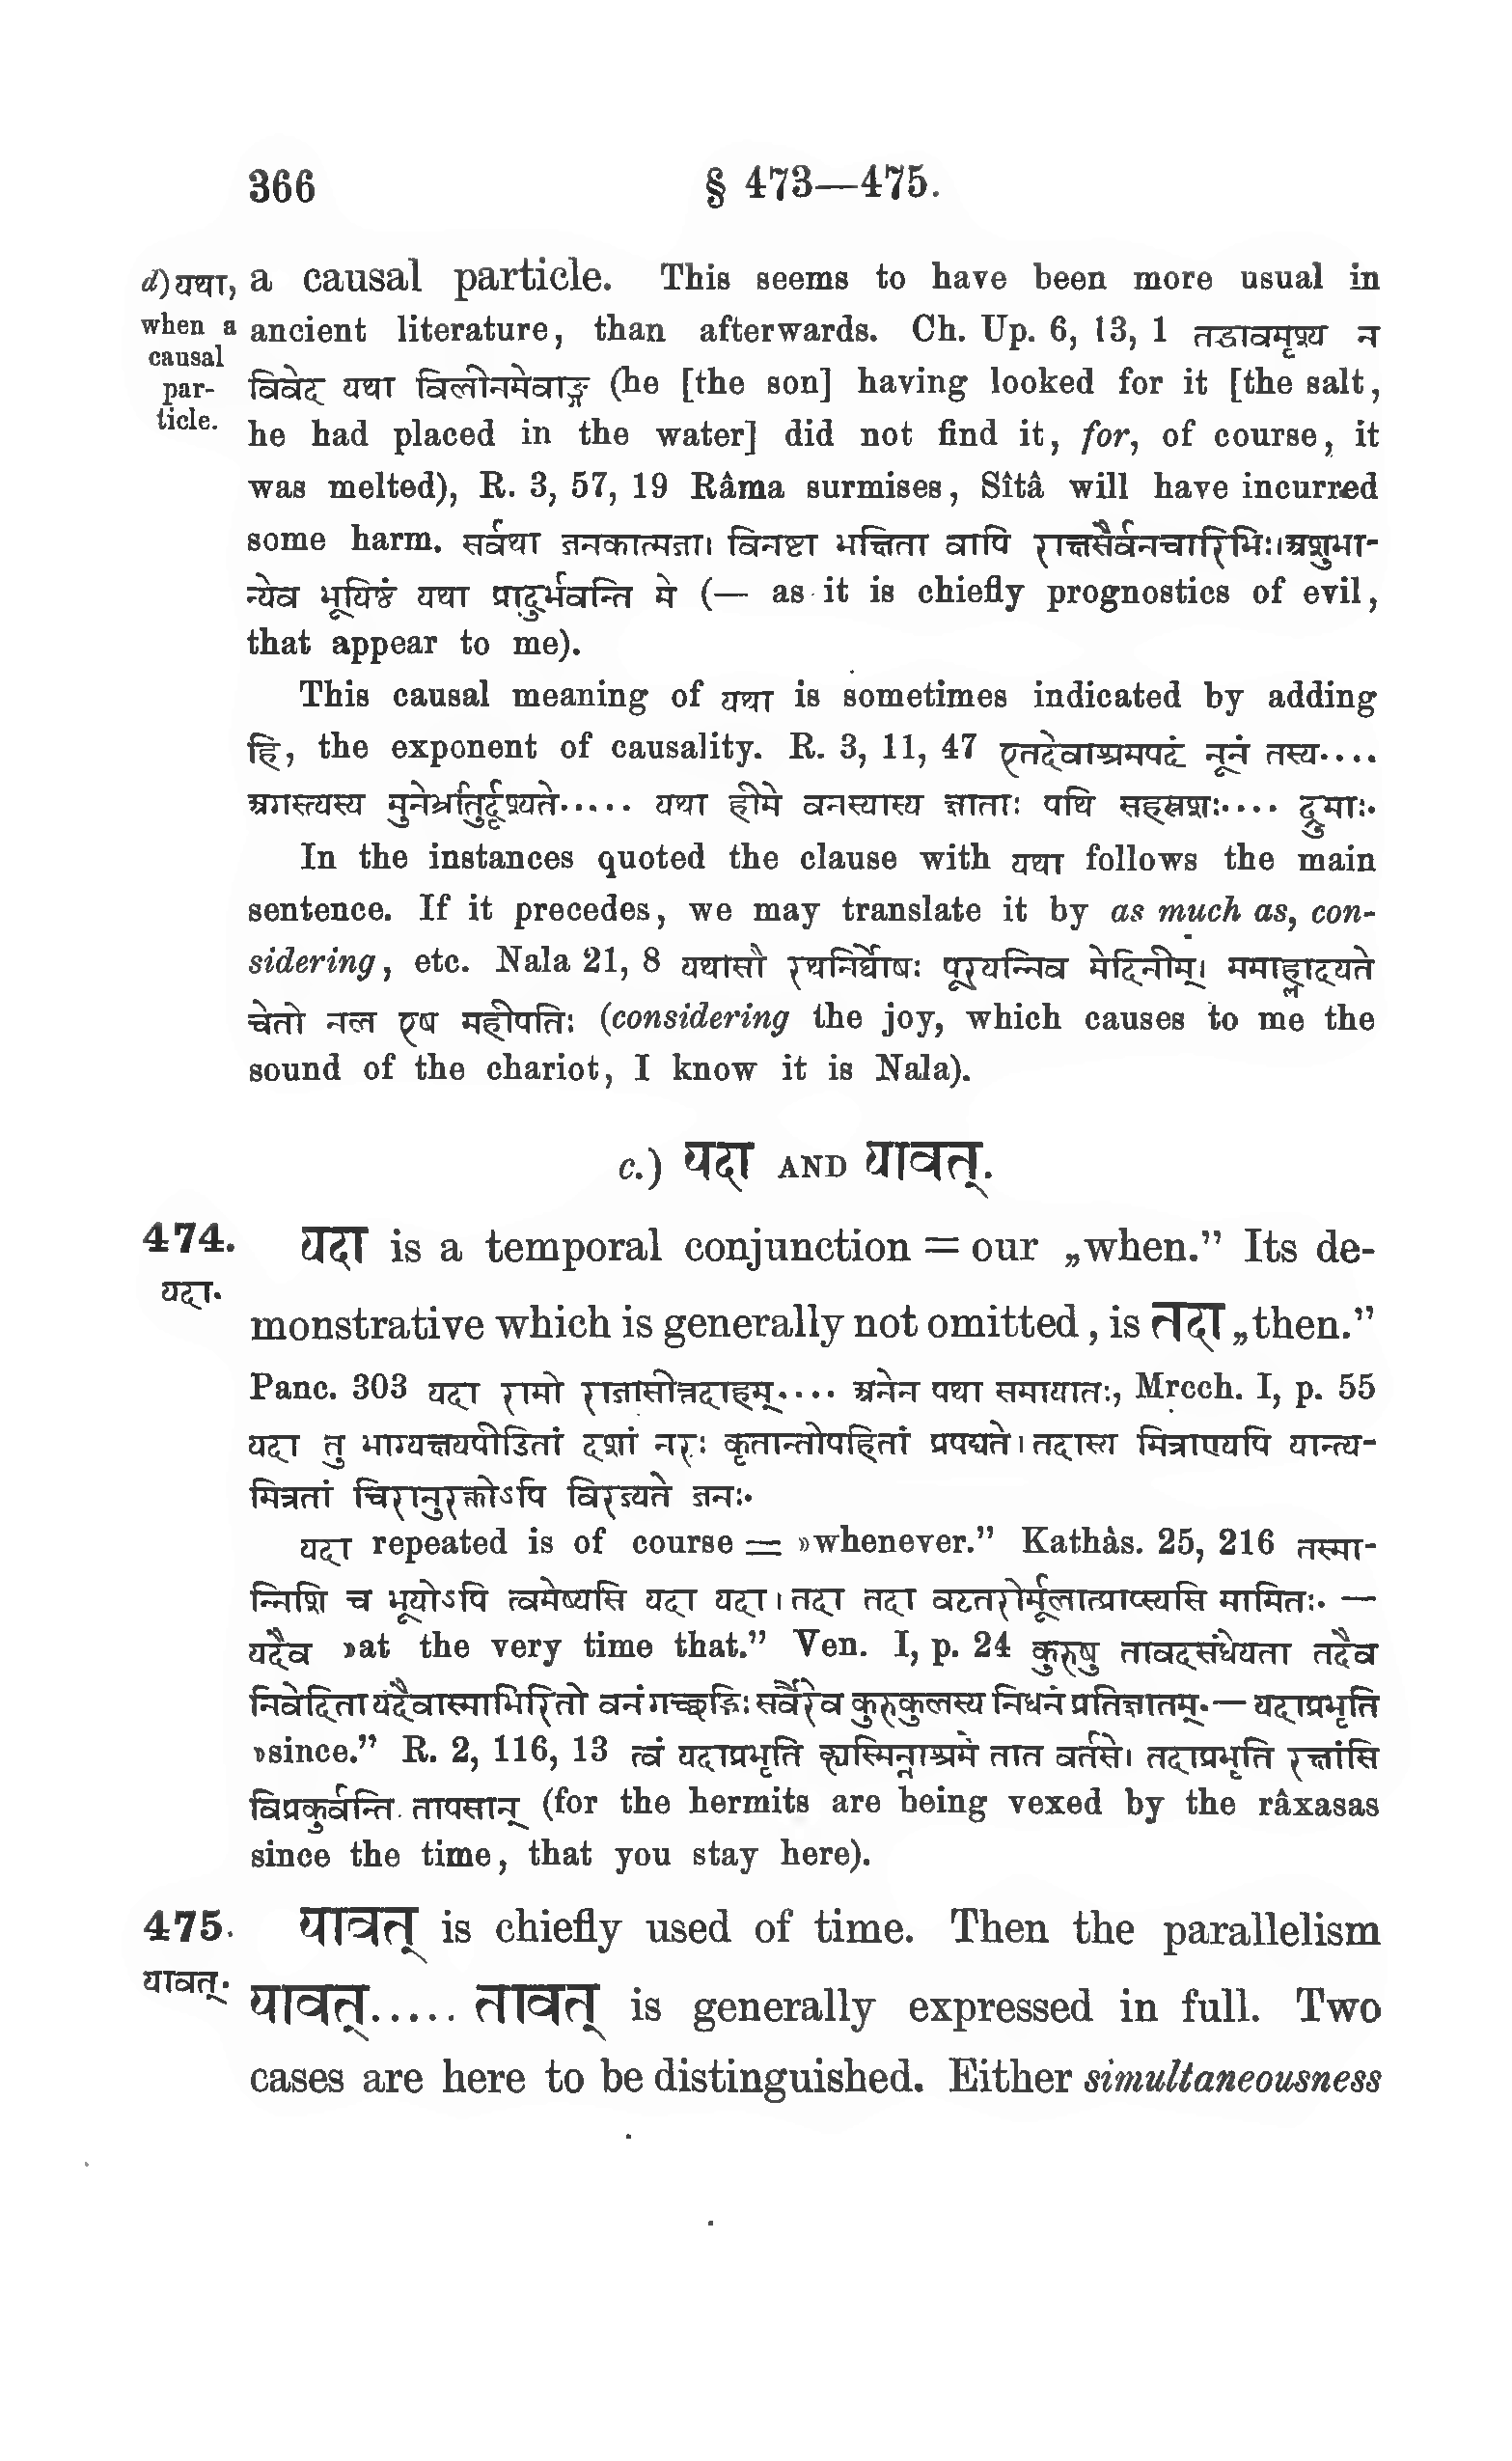 366 § 473—475.
d) यथा, a causal particle. This seems to have been more usual in
when a ancient literature, than afterwards. Ch. Up. 6, 13, 1 तडावमृश्य न
causal
par- विवेद यथा विलीनमेवाङ्ग (he [the son] having looked for it [the salt,
ticle. he had placed in the water] did not find it, for, of course, it
was melted), R. 3, 57, 19 Râma surmises, Sîtâ will have incurred
some harm. सर्वथा जनकात्मजा। विनष्टा भक्षिता वापि राक्षसैर्वनचारिभिः। अशुभा-
न्येव भूयिष्ठं यथा प्रादुर्भवन्ति मे (— as it is chiefly prognostics of evil,
that appear to me).
This causal meaning of यथा is sometimes indicated by adding
हि, the exponent of causality. R. 3, 11, 47 एतदेवाश्रमपदं नूनं तस्य....
अगस्त्यस्य मुनेर्भ्रातुर्दृश्यते..... यथा हीमे वनस्यास्य ज्ञाताः पथि सहस्रशः.... द्रुमाः.
In the instances quoted the clause with यथा follows the main
sentence. If it precedes, we may translate it by as much as, con-
sidering, etc. Nala 21, 8 यथासौ रथनिर्घोषः पूरयन्निव मेदिनीम्। ममाह्लादयते
चेतो नल एष महीपतिः (considering the joy, which causes to me the
sound of the chariot, I know it is Nala).
c.) यदा AND यावत्.
474. यदा is a temporal conjunction = our „when.” Its de-
यदा.
monstrative which is generally not omitted, is तदा „then.”
Panc. 303 यदा रामो राजासीत्तदाहम्.... अनेन पथा समायातः, Mṛcch. I, p. 55
यदा तु भाग्यक्षयपीडितां दशां नरः कृतान्तोपहितां प्रपद्यते। तदास्य मित्राण्यपि यान्त्य-
मित्रतां चिरानुरक्तोऽपि विरज्यते जनः.
यदा repeated is of course = »whenever.” Kathâs. 25, 216 तस्मा-
न्निशि च भूयोऽपि त्वमेष्यसि यदा यदा। तदा तदा वटतरोर्मूलात्प्राप्स्यसि मामितः. —
यदैव »at the very time that.” Ven. I, p. 24 कुरुषु तावदसंधेयता तदैव
निवेदिता यदैवास्माभिरितो वनं गच्छद्भिः सर्वैरेव कुरुकुलस्य निधनं प्रतिज्ञातम्. — यदाप्रभृति
»since.” R. 2, 116, 13 त्वं यदाप्रभृति ह्यस्मिन्नाश्रमे तात वर्तसे। तदाप्रभृति रक्षांसि
विप्रकुर्वन्ति तापसान् (for the hermits are being vexed by the râxasas
since the time, that you stay here).
475. यावत् is chiefly used of time. Then the parallelism
यावत्. यावत्..... तावत् is generally expressed in full. Two
cases are here to be distinguished. Either simultaneousness